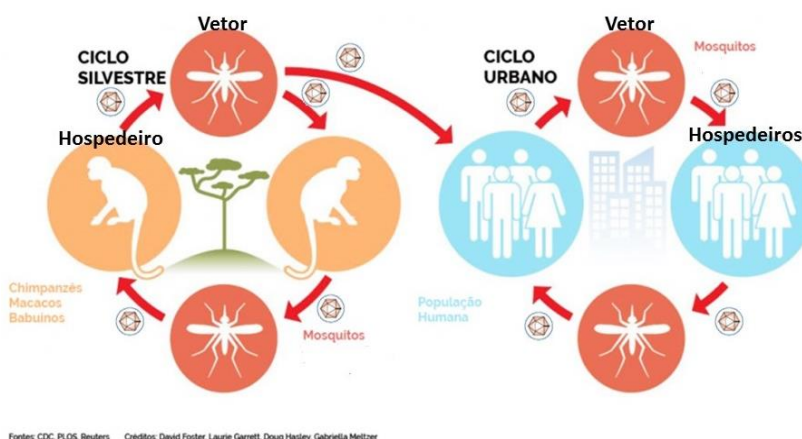 Vetor
CICLO
SILVESTRE
Hospedeiro
Chimpanzés
Macacos
Babuinos
Mosquitos
Vetor
Mosquitos
CICLO
URBANO
Hospedeiros
População
Humana
Fontes: CDC, PLOS, Reuters Créditos: David Foster, Laurie Garrett, Doug Hasley, Gabriella Meltzer